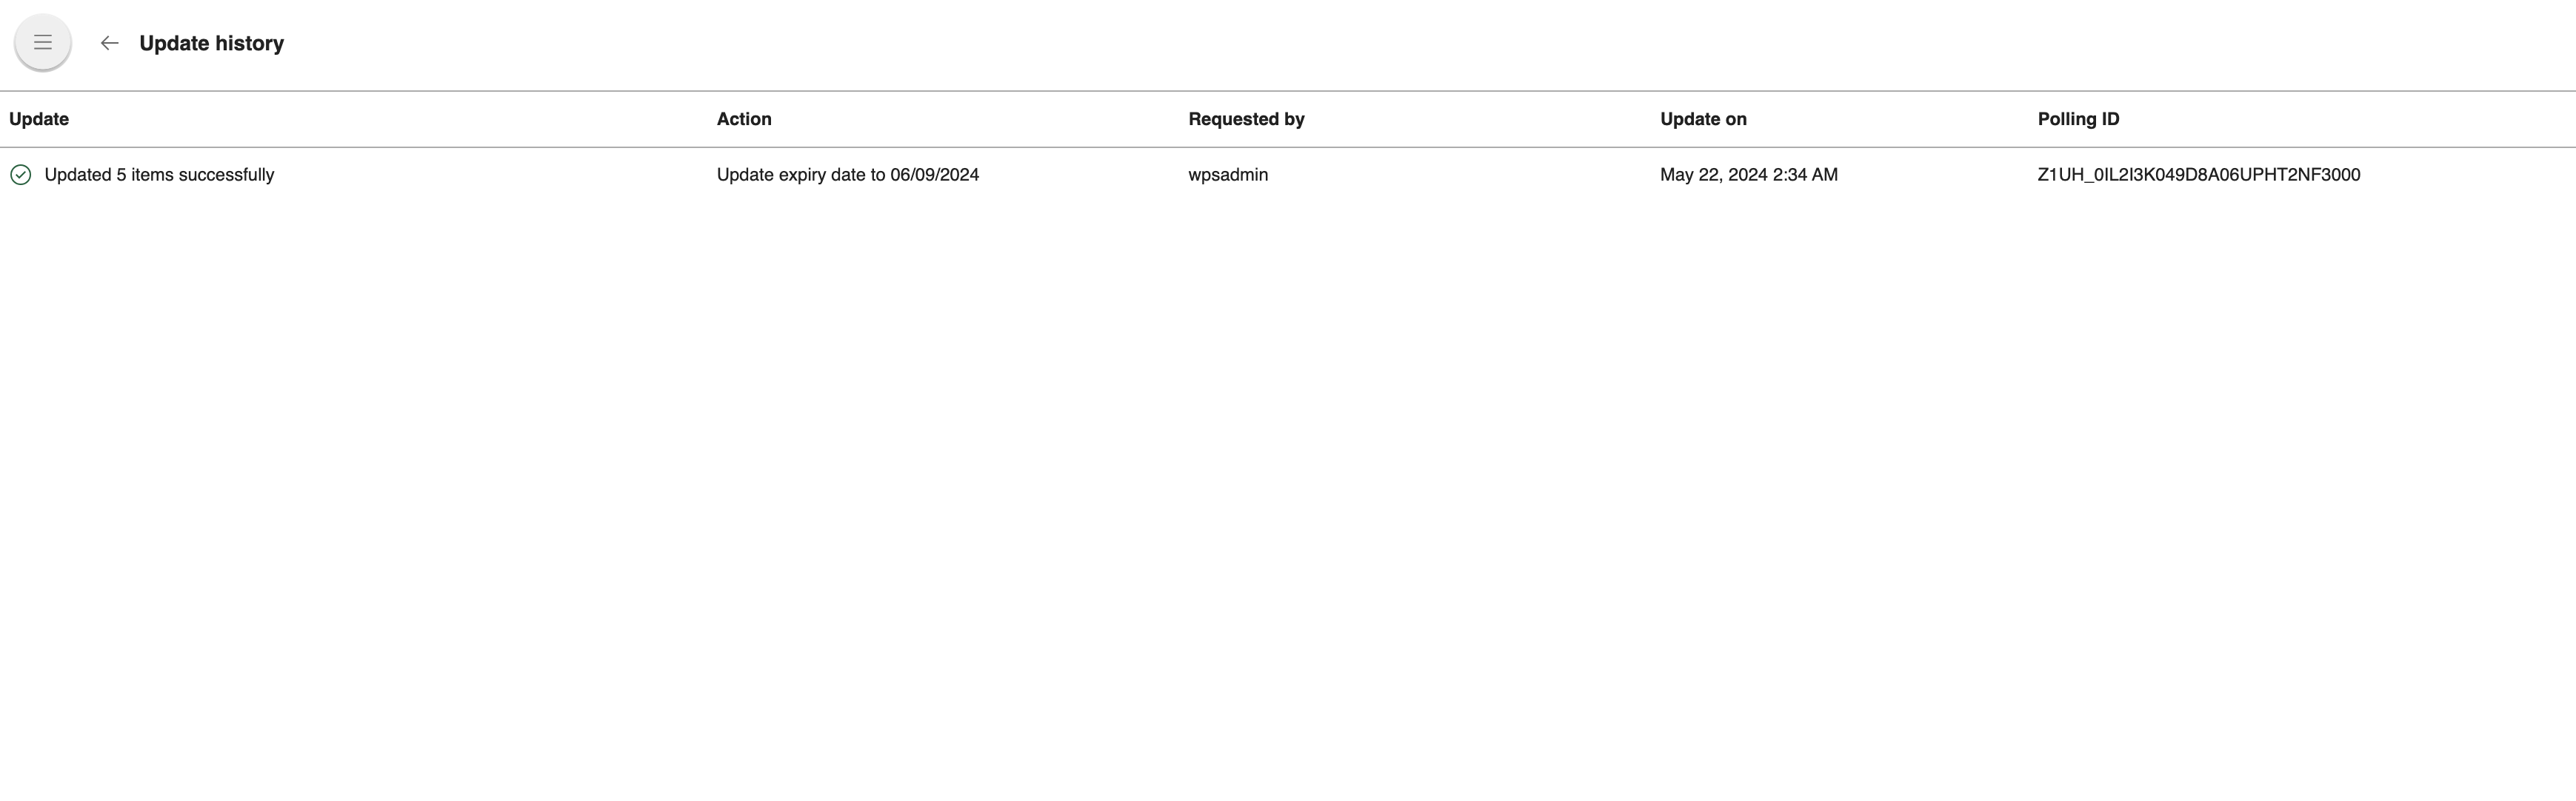 Update history
Update Action Requested by Update on Polling ID
Updated 5 items successfully Update expiry date to 06/09/2024 wpsadmin May 22, 2024 2:34 AM Z1UH_0IL2I3K049D8A06UPHT2NF3000